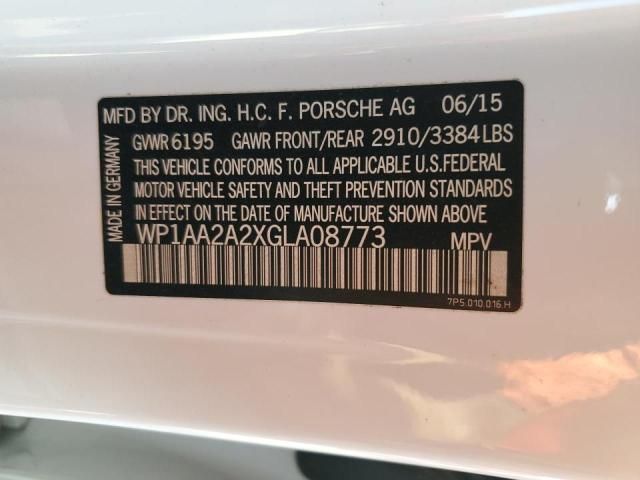 MADE IN GERMANY
MFD BY DR. ING. H.C. F. PORSCHE AG 06/15
GVWR 6195 GAWR FRONT/REAR 2910/3384 LBS
THIS VEHICLE CONFORMS TO ALL APPLICABLE U.S.FEDERAL
MOTOR VEHICLE SAFETY AND THEFT PREVENTION STANDARDS
IN EFFECT ON THE DATE OF MANUFACTURE SHOWN ABOVE
WP1AA2A2XGLA08773 MPV
7P5.010.016.H